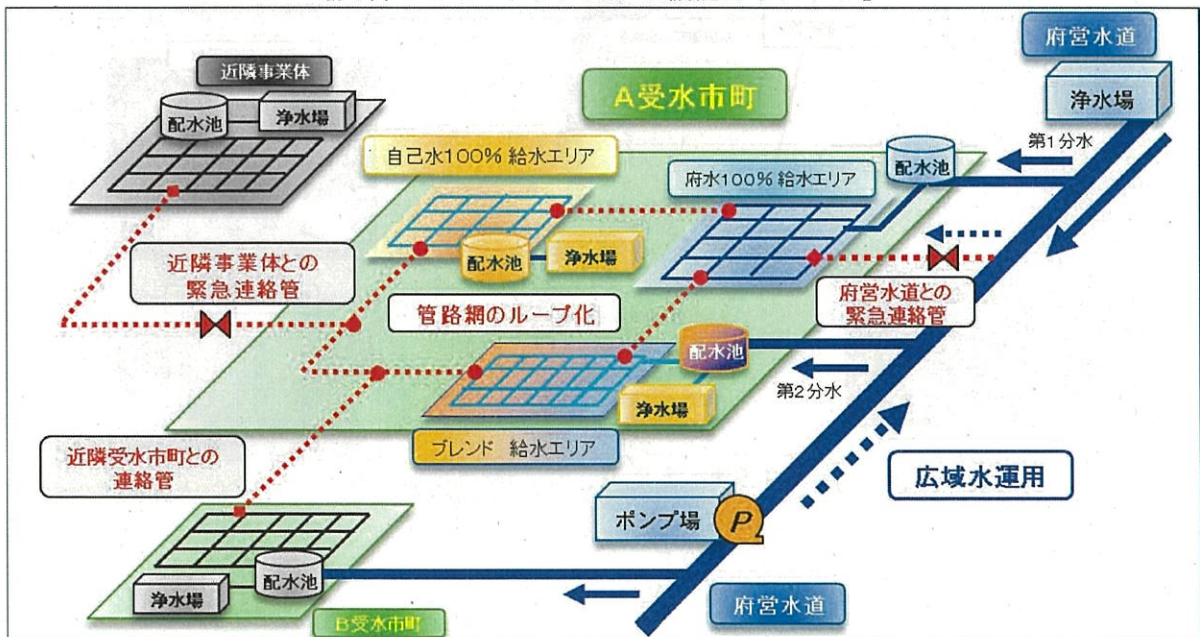 府営水道
浄水場
近隣事業体
配水池
浄水場
A受水市町
第1分水
自己水100% 給水エリア
府水100% 給水エリア
配水池
配水池
浄水場
近隣事業体との
緊急連絡管
管路網のループ化
府営水道との
緊急連絡管
配水池
第2分水
浄水場
ブレンド 給水エリア
近隣受水市町との
連絡管
広域水運用
ポンプ場
P
配水池
浄水場
B受水市町
府営水道